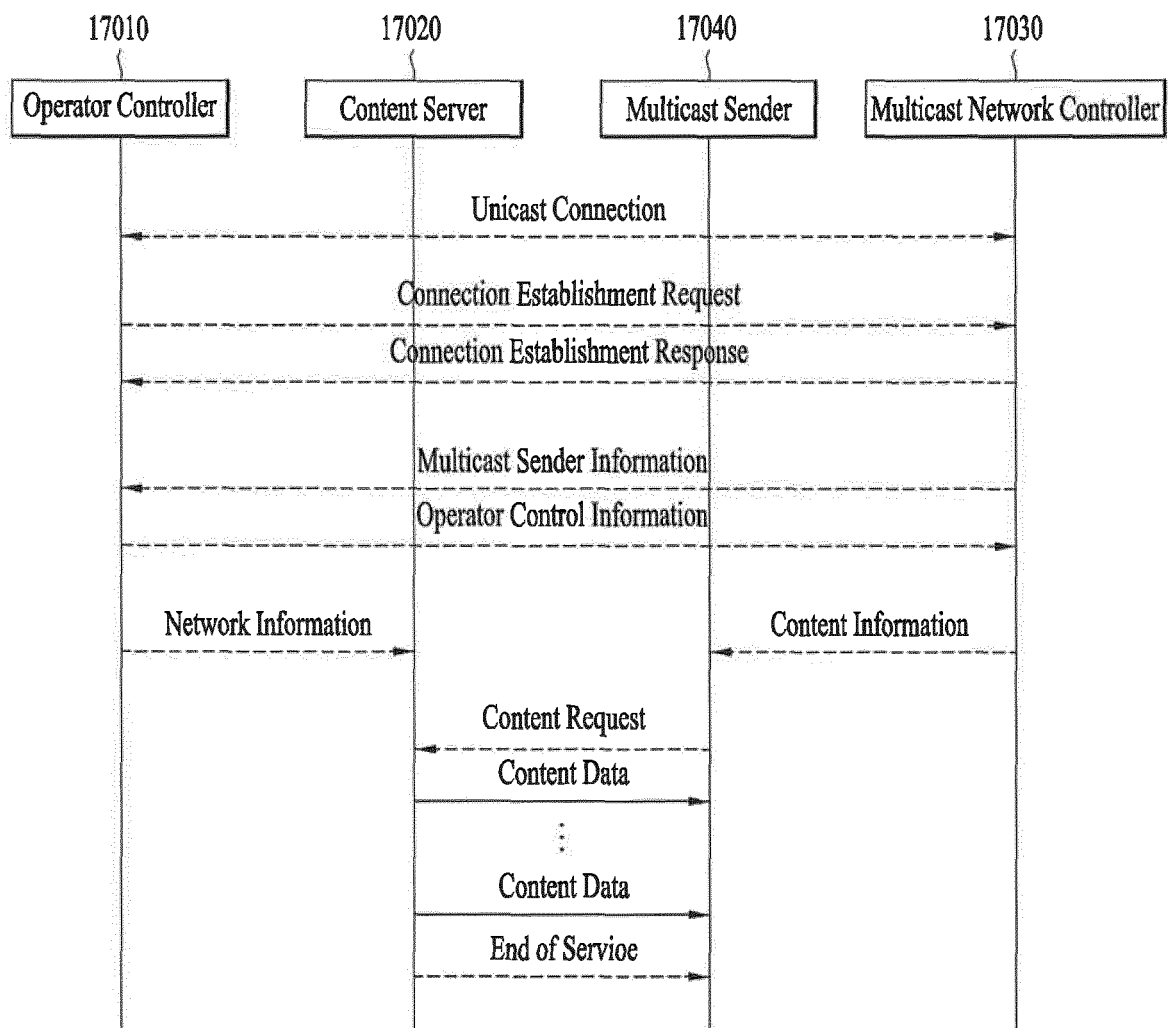 17010 17020 17040 17030
Operator Controller Content Server Multicast Sender Multicast Network Controller
Unicast Connection
Connection Establishment Request
Connection Establishment Response
Multicast Sender Information
Operator Control Information
Network Information Content Information
Content Request
Content Data
Content Data
End of Servioe